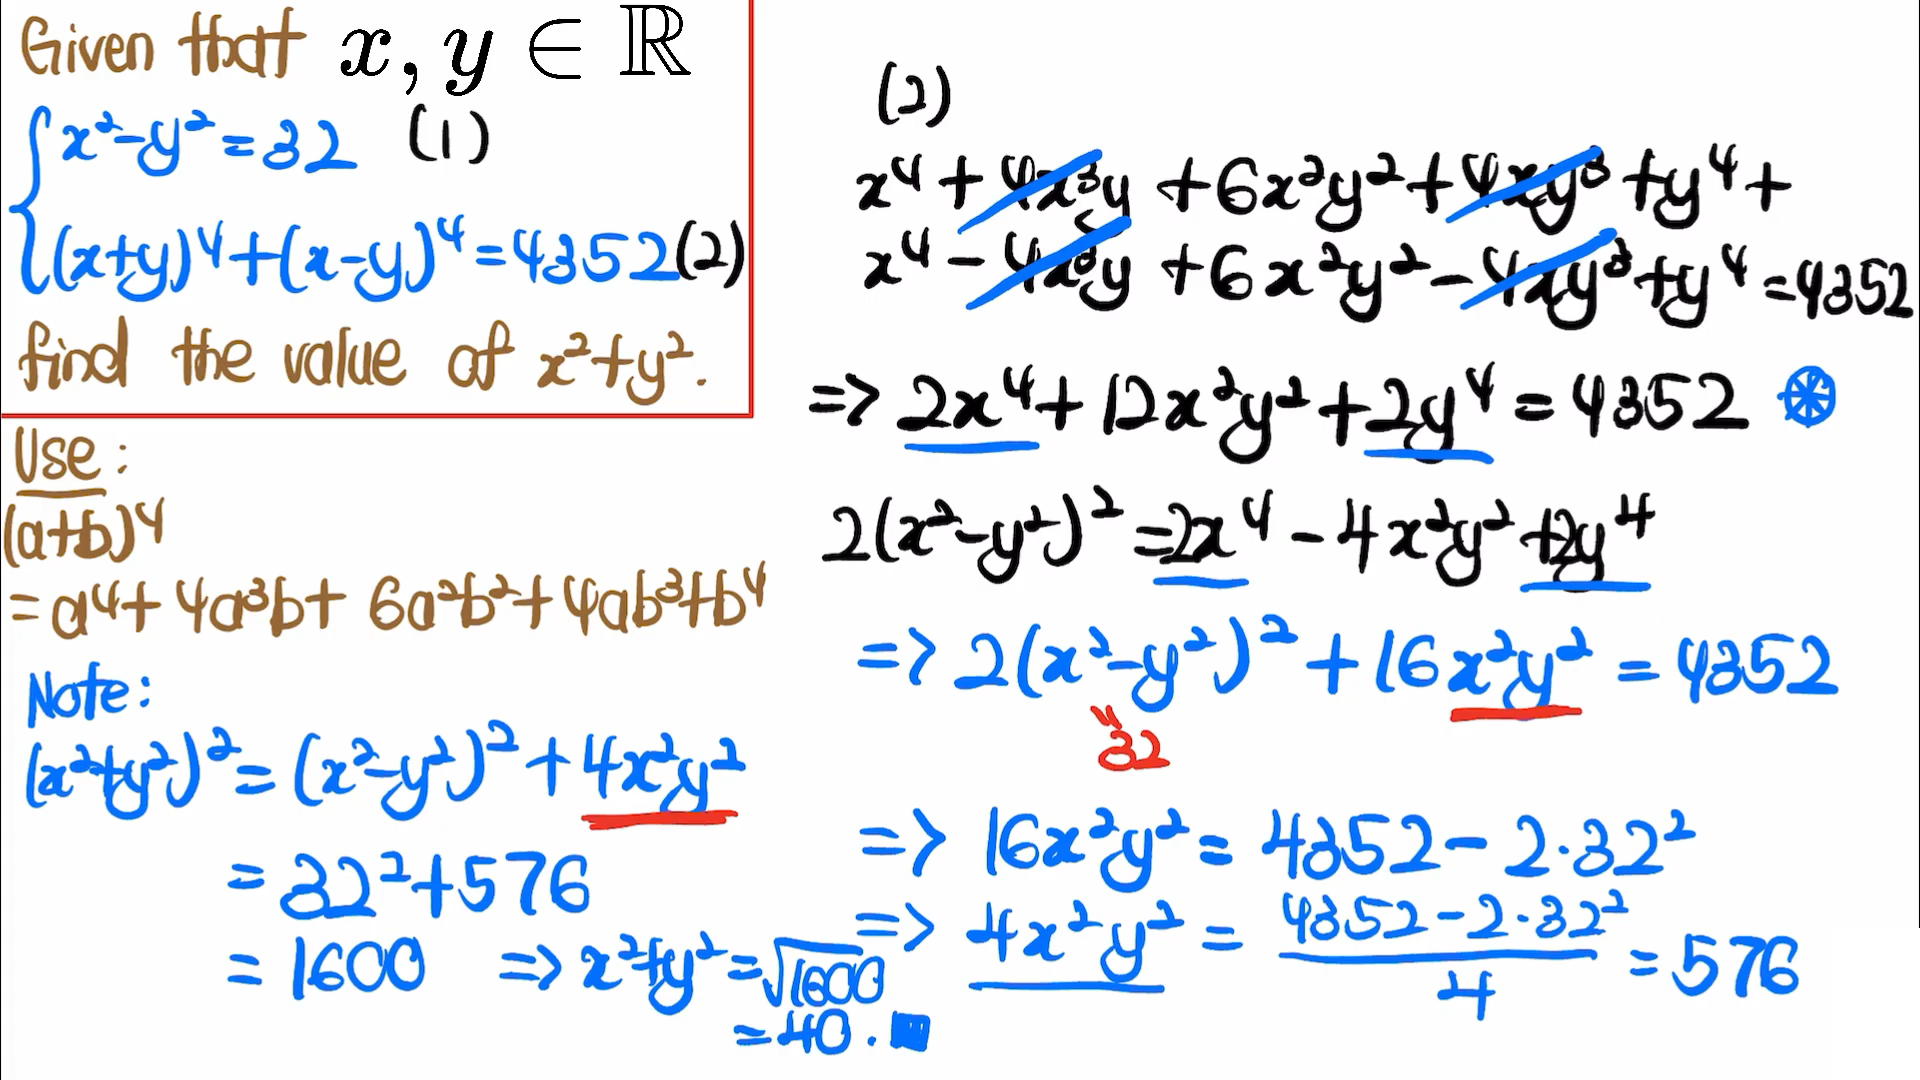 Given that x, y ∈ ℝ
{ x²-y²=32 (1)
(x+y)⁴+(x-y)⁴=4352 (2)
find the value of x²+y².
Use:
(a+b)⁴
= a⁴+4a³b+6a²b²+4ab³+b⁴
Note:
(x²+y²)² = (x²-y²)² + 4x²y²
= 32²+576
= 1600 => x²+y² = √1600
= 40. ■
(2)
x⁴ + 4x³y + 6x²y² + 4xy³ + y⁴ +
x⁴ - 4x³y + 6x²y² - 4xy³ + y⁴ = 4352
=> 2x⁴ + 12x²y² + 2y⁴ = 4352 ⊛
2(x²-y²)² = 2x⁴ - 4x²y² + 2y⁴
=> 2(x²-y²)² + 16x²y² = 4352
32
=> 16x²y² = 4352 - 2·32²
=> 4x²y² = (4352-2·32²)/4 = 576